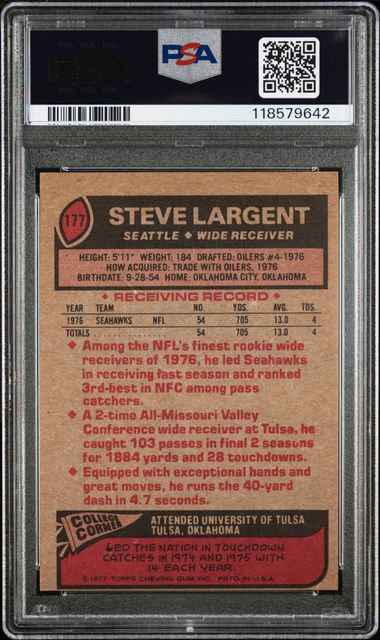 PSA
118579642
177
STEVE LARGENT
SEATTLE ◆ WIDE RECEIVER
HEIGHT: 5'11" WEIGHT: 184 DRAFTED: OILERS #4-1976
HOW ACQUIRED: TRADE WITH OILERS, 1976
BIRTHDATE: 9-28-54 HOME: OKLAHOMA CITY, OKLAHOMA
◆ RECEIVING RECORD ◆
YEAR TEAM NO. YDS. AVG. TDS.
1976 SEAHAWKS NFL 54 705 13.0 4
TOTALS 54 705 13.0 4
◆ Among the NFL's finest rookie wide
receivers of 1976, he led Seahawks
in receiving fast season and ranked
3rd-best in NFC among pass
catchers.
◆ A 2-time All-Missouri Valley
Conference wide receiver at Tulsa, he
caught 103 passes in final 2 seasons
for 1884 yards and 28 touchdowns.
◆ Equipped with exceptional hands and
great moves, he runs the 40-yard
dash in 4.7 seconds.
COLLEGE
CORNER
ATTENDED UNIVERSITY OF TULSA
TULSA, OKLAHOMA
LED THE NATION IN TOUCHDOWN
CATCHES IN 1974 AND 1975 WITH
14 EACH YEAR.
©1977 TOPPS CHEWING GUM INC. PRTD IN U.S.A.